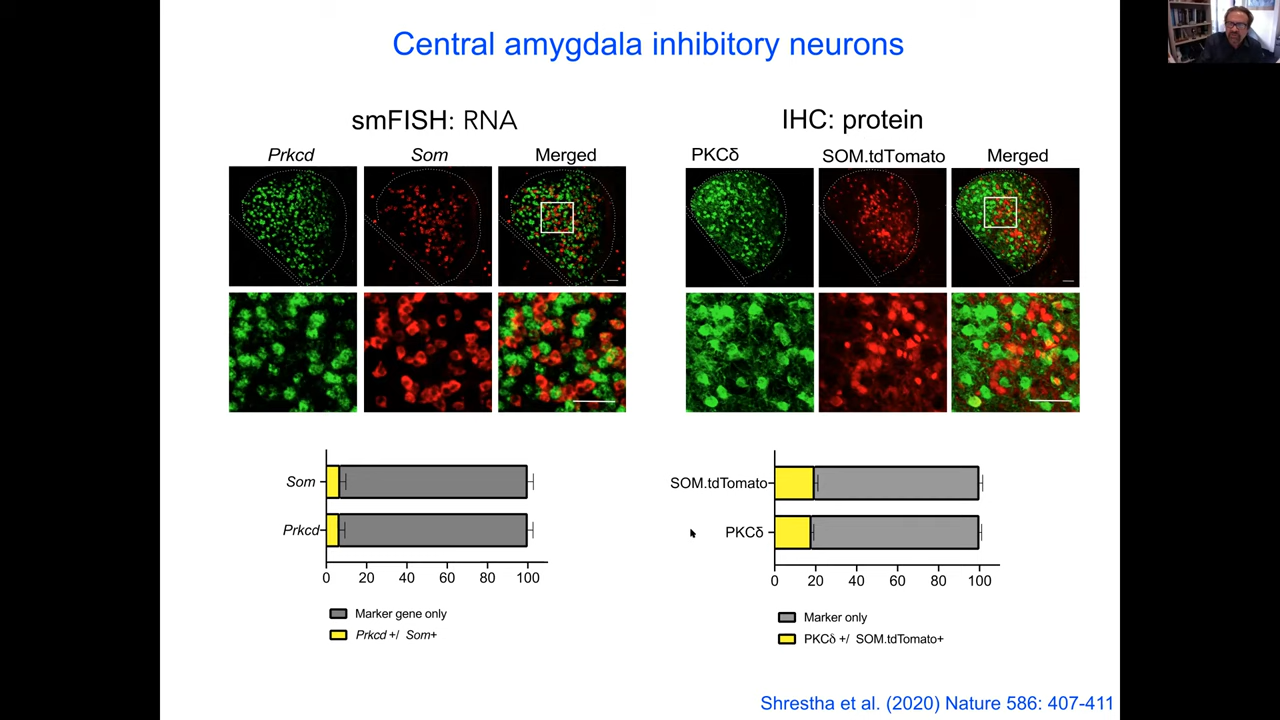 Central amygdala inhibitory neurons
smFISH: RNA
Prkcd
Som
Merged
IHC: protein
PKCδ
SOM.tdTomato
Merged
Som
Prkcd
0 20 40 60 80 100
Marker gene only
Prkcd +/ Som+
SOM.tdTomato
PKCδ
0 20 40 60 80 100
Marker only
PKCδ +/ SOM.tdTomato+
Shrestha et al. (2020) Nature 586: 407-411